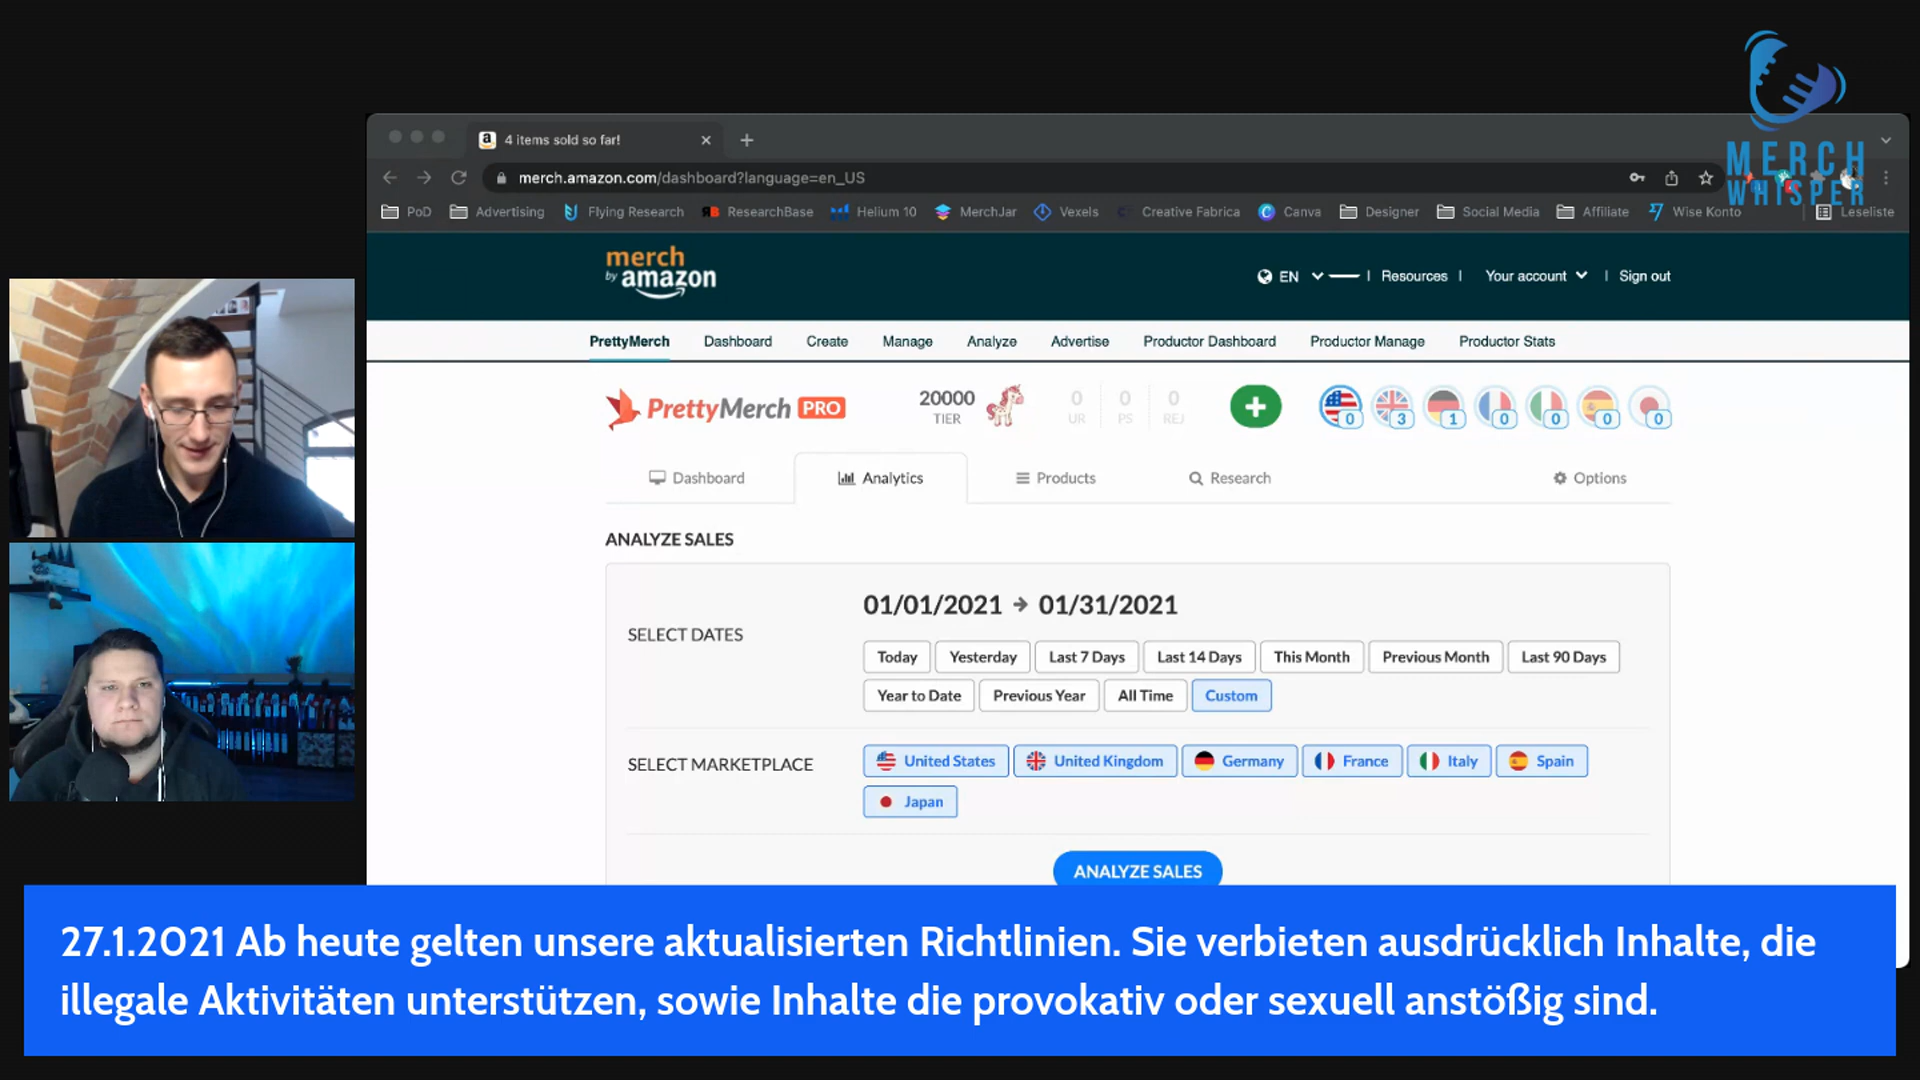 MERCH
WHISPER
4 items sold so far!
merch.amazon.com/dashboard?language=en_US
PoD Advertising Flying Research ResearchBase Helium 10 MerchJar Vexels Creative Fabrica Canva Designer Social Media Affiliate Wise Konto Leseliste
merch
by amazon
EN Resources Your account Sign out
PrettyMerch Dashboard Create Manage Analyze Advertise Productor Dashboard Productor Manage Productor Stats
PrettyMerch PRO
20000
TIER
0 0 0
UR PS REJ
0 3 1 0 0 0 0
Dashboard Analytics Products Research Options
ANALYZE SALES
SELECT DATES
01/01/2021 → 01/31/2021
Today Yesterday Last 7 Days Last 14 Days This Month Previous Month Last 90 Days
Year to Date Previous Year All Time Custom
SELECT MARKETPLACE
United States United Kingdom Germany France Italy Spain
Japan
ANALYZE SALES
27.1.2021 Ab heute gelten unsere aktualisierten Richtlinien. Sie verbieten ausdrücklich Inhalte, die
illegale Aktivitäten unterstützen, sowie Inhalte die provokativ oder sexuell anstößig sind.